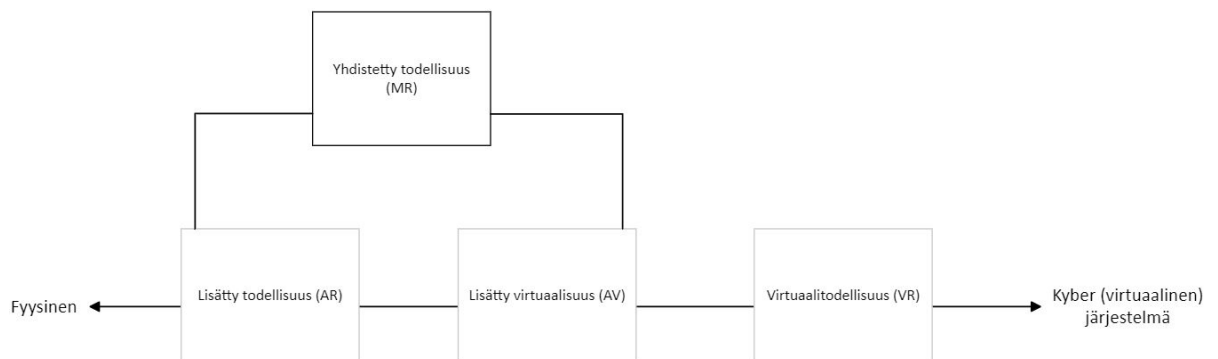 Yhdistetty todellisuus
(MR)
Fyysinen
Lisätty todellisuus (AR)
Lisätty virtuaalisuus (AV)
Virtuaalitodellisuus (VR)
Kyber (virtuaalinen)
järjestelmä